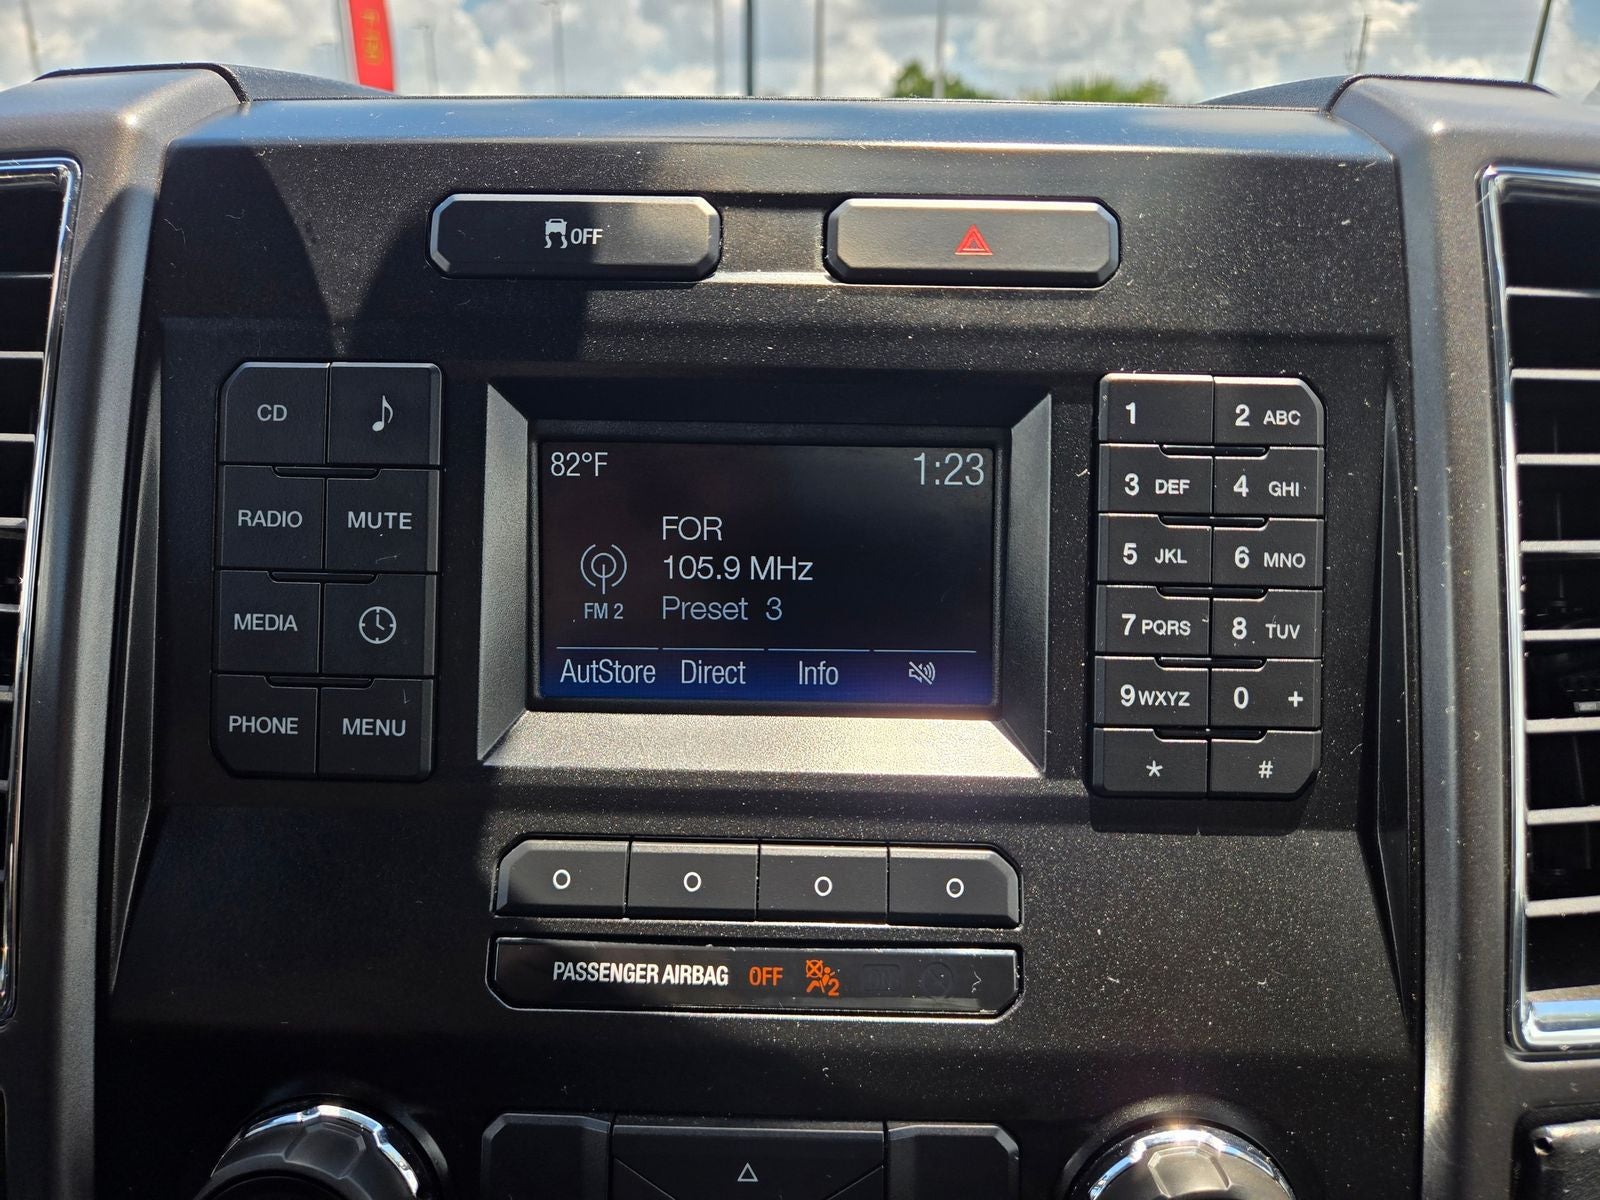 OFF
CD
RADIO MUTE
MEDIA
PHONE MENU
82°F 1:23
FOR
105.9 MHz
FM 2 Preset 3
AutStore Direct Info
1 2 ABC
3 DEF 4 GHI
5 JKL 6 MNO
7 PQRS 8 TUV
9 WXYZ 0 +
* #
PASSENGER AIRBAG OFF 2